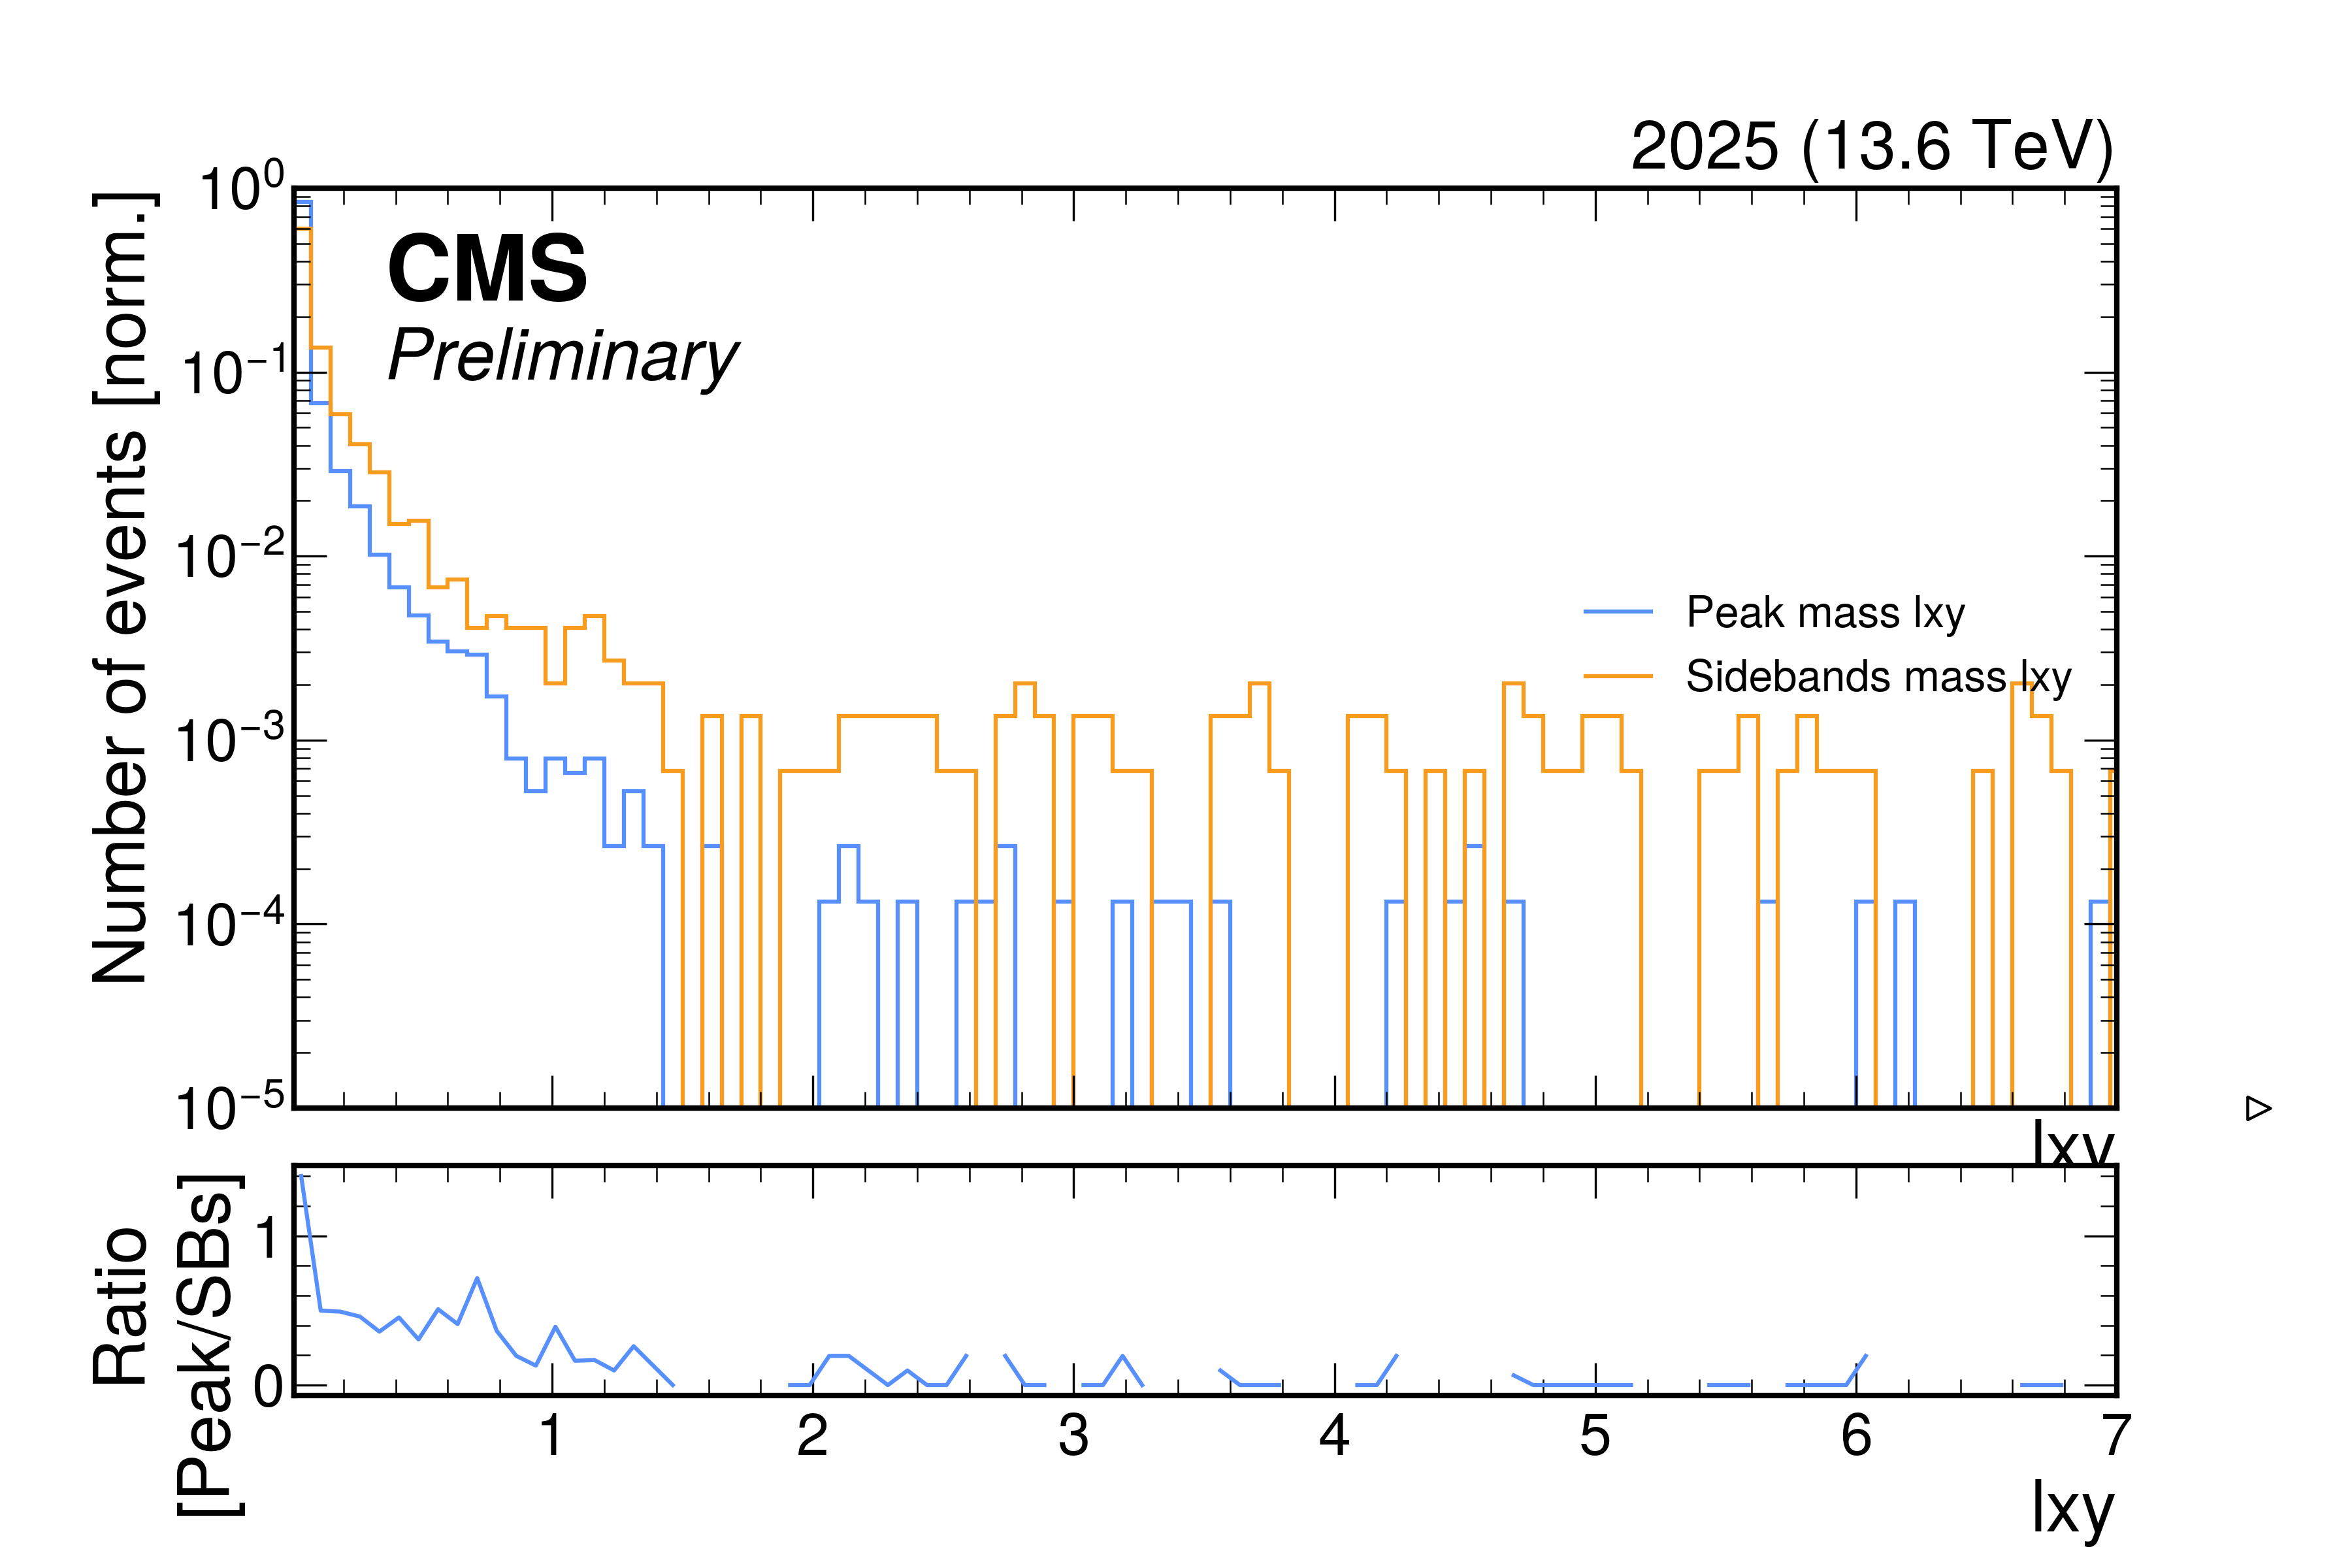 2025 (13.6 TeV)
CMS
Preliminary
Number of events [norm.]
10⁰
10⁻¹
10⁻²
10⁻³
10⁻⁴
10⁻⁵
Peak mass lxy
Sidebands mass lxy
lxy
Ratio
[Peak/SBs]
1
0
1 2 3 4 5 6 7
lxy